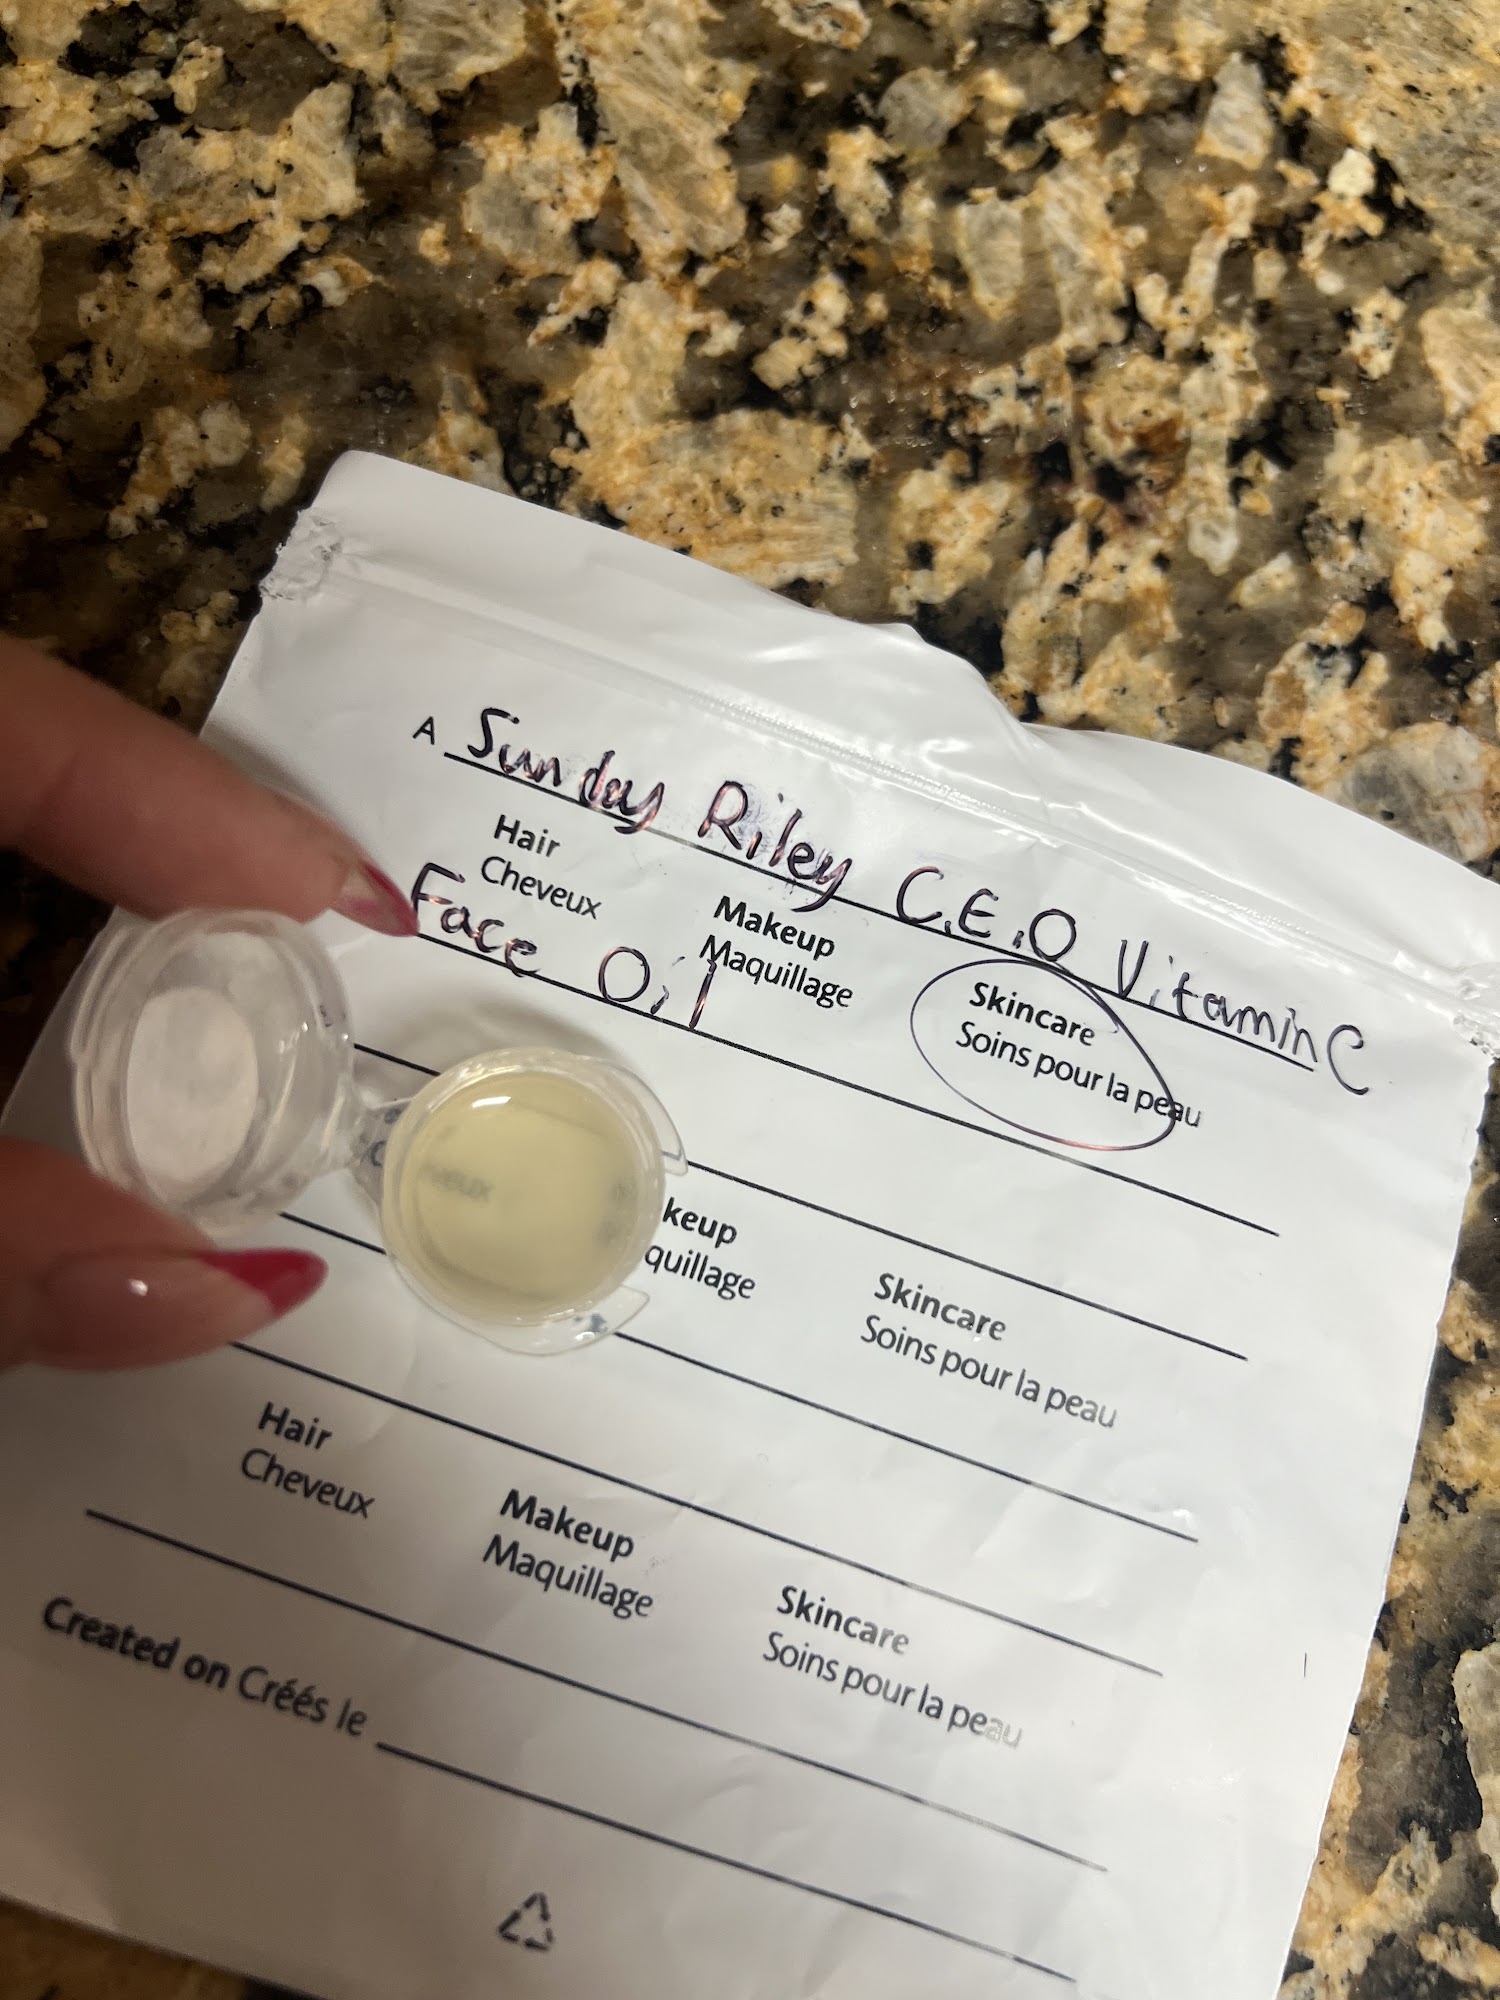 A Sunday Riley C.E.O Vitamin C
Hair
Cheveux
Makeup
Maquillage
Skincare
Soins pour la peau
Face Oil
keup
quillage
Skincare
Soins pour la peau
Hair
Cheveux
Makeup
Maquillage
Skincare
Soins pour la peau
Created on Créés le